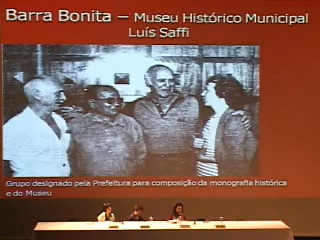 Barra Bonita – Museu Histórico Municipal
Luís Saffi
Grupo designado pela Prefeitura para composição da monografia histórica
e do Museu